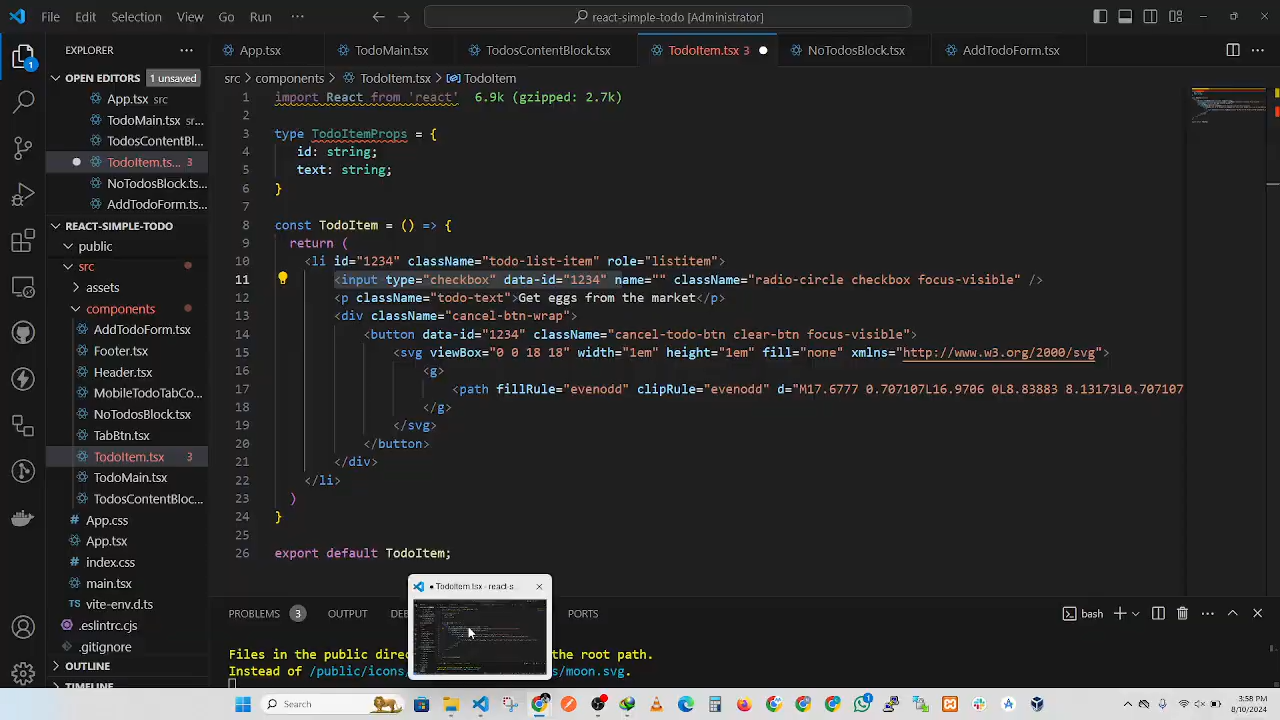 File Edit Selection View Go Run ··· react-simple-todo [Administrator]
EXPLORER ···
App.tsx TodoMain.tsx TodosContentBlock.tsx TodoItem.tsx 3 NoTodosBlock.tsx AddTodoForm.tsx ···
OPEN EDITORS 1 unsaved
App.tsx src
TodoMain.tsx sr...
TodosContentBl...
TodoItem.ts... 3
NoTodosBlock.ts...
AddTodoForm.ts...
REACT-SIMPLE-TODO
public
src
assets
components
AddTodoForm.tsx
Footer.tsx
Header.tsx
MobileTodoTabCo...
NoTodosBlock.tsx
TabBtn.tsx
TodoItem.tsx 3
TodoMain.tsx
TodosContentBloc...
App.css
App.tsx
index.css
main.tsx
TS vite-env.d.ts
.eslintrc.cjs
.gitignore
OUTLINE
TIMELINE
src > components > TodoItem.tsx > TodoItem
1 import React from 'react' 6.9k (gzipped: 2.7k)
2
3 type TodoItemProps = {
4 id: string;
5 text: string;
6 }
7
8 const TodoItem = () => {
9 return (
10 <li id="1234" className="todo-list-item" role="listitem">
11 <input type="checkbox" data-id="1234" name="" className="radio-circle checkbox focus-visible" />
12 <p className="todo-text">Get eggs from the market</p>
13 <div className="cancel-btn-wrap">
14 <button data-id="1234" className="cancel-todo-btn clear-btn focus-visible">
15 <svg viewBox="0 0 18 18" width="1em" height="1em" fill="none" xmlns="http://www.w3.org/2000/svg">
16 <g>
17 <path fillRule="evenodd" clipRule="evenodd" d="M17.6777 0.707107L16.9706 0L8.83883 8.13173L0.707107
18 </g>
19 </svg>
20 </button>
21 </div>
22 </li>
23 )
24 }
25
26 export default TodoItem;
TodoItem.tsx - react-s
PROBLEMS 3 OUTPUT DE PORTS bash ···
Files in the public direc the root path.
Instead of /public/icons s/moon.svg.
Search
:58 PM
8/10/2024